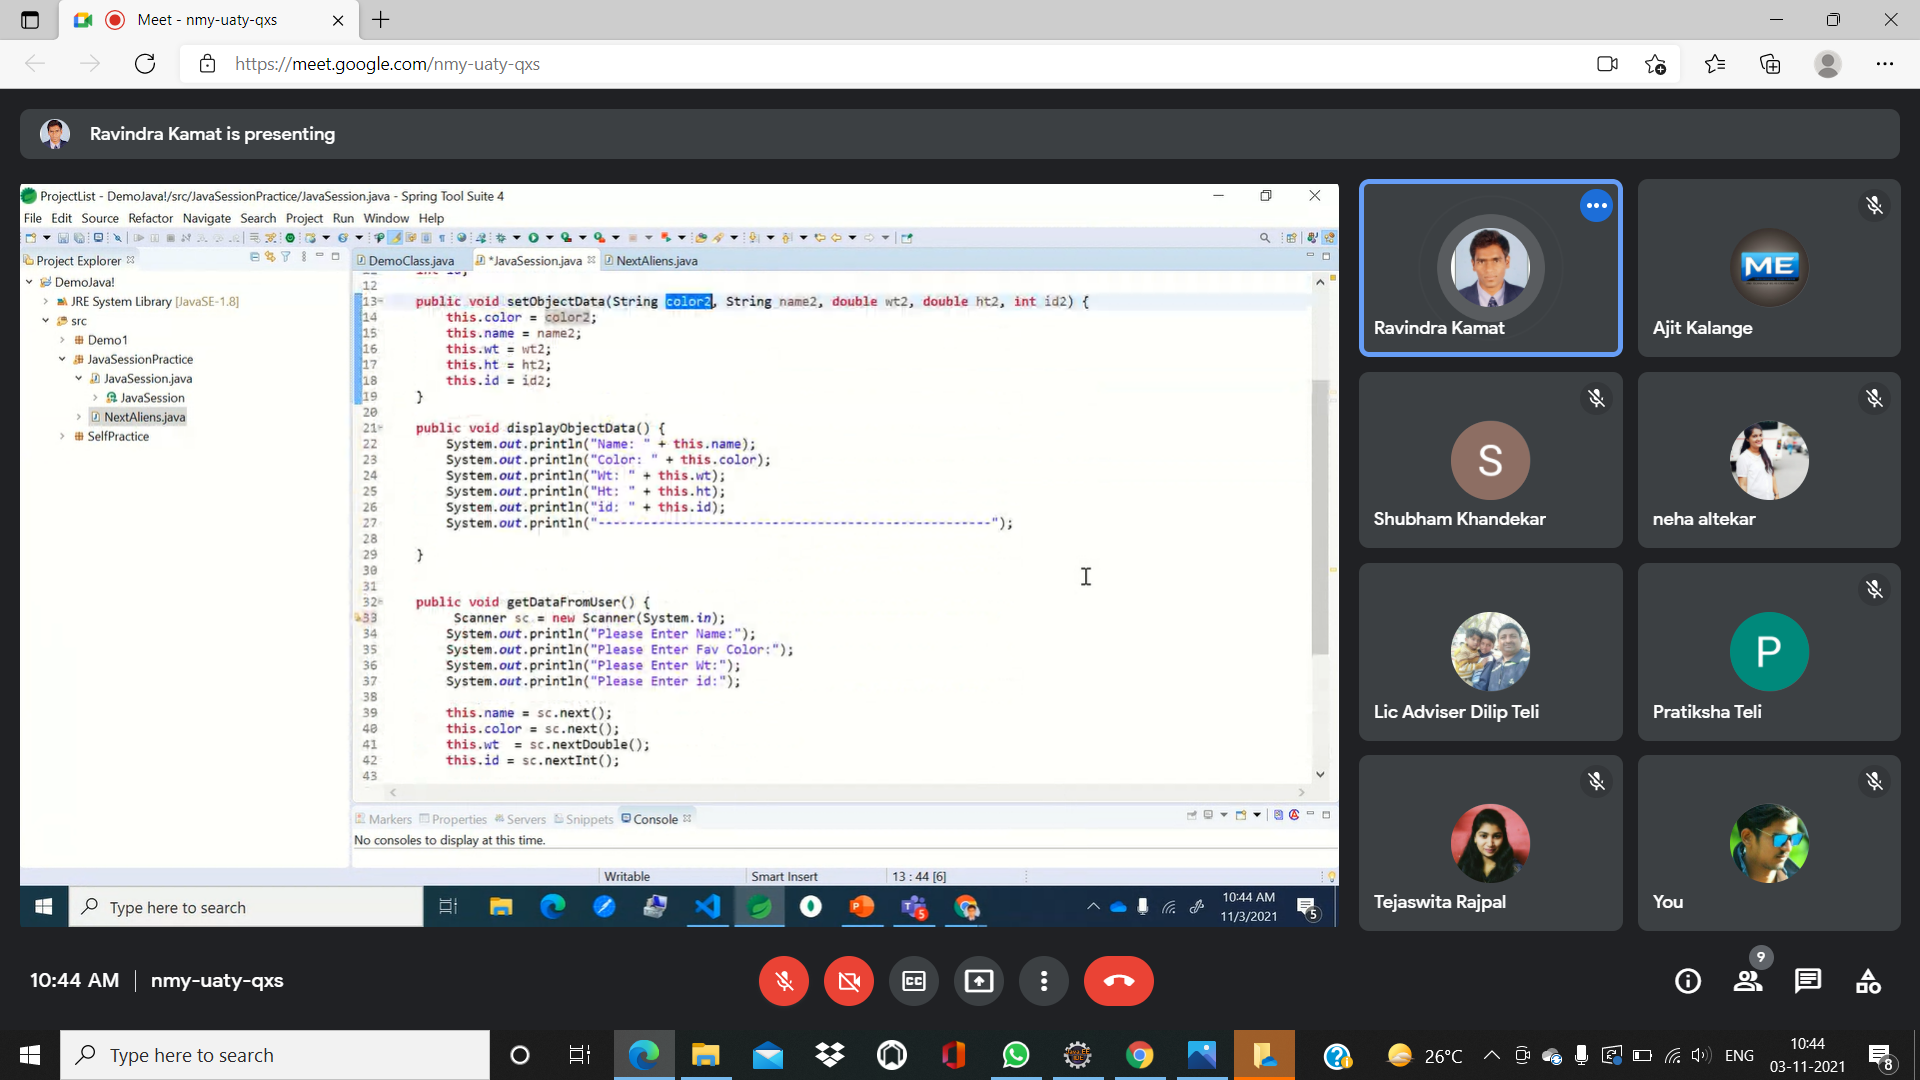 Meet - nmy-uaty-qxs
https://meet.google.com/nmy-uaty-qxs
Ravindra Kamat is presenting
ProjectList - DemoJava!/src/JavaSessionPractice/JavaSession.java - Spring Tool Suite 4
File Edit Source Refactor Navigate Search Project Run Window Help
Project Explorer
DemoJava!
JRE System Library [JavaSE-1.8]
src
Demo1
JavaSessionPractice
JavaSession.java
JavaSession
NextAliens.java
SelfPractice
DemoClass.java *JavaSession.java NextAliens.java
12
13 public void setObjectData(String color2, String name2, double wt2, double ht2, int id2) {
14 this.color = color2;
15 this.name = name2;
16 this.wt = wt2;
17 this.ht = ht2;
18 this.id = id2;
19 }
20
21 public void displayObjectData() {
22 System.out.println("Name: " + this.name);
23 System.out.println("Color: " + this.color);
24 System.out.println("Wt: " + this.wt);
25 System.out.println("Ht: " + this.ht);
26 System.out.println("id: " + this.id);
27 System.out.println("----------------------------------------------------");
28
29 }
30
31
32 public void getDataFromUser() {
33 Scanner sc = new Scanner(System.in);
34 System.out.println("Please Enter Name:");
35 System.out.println("Please Enter Fav Color:");
36 System.out.println("Please Enter Wt:");
37 System.out.println("Please Enter id:");
38
39 this.name = sc.next();
40 this.color = sc.next();
41 this.wt = sc.nextDouble();
42 this.id = sc.nextInt();
43
Markers Properties Servers Snippets Console
No consoles to display at this time.
Writable Smart Insert 13 : 44 [6]
Type here to search
5
10:44 AM
11/3/2021
5
Ravindra Kamat
ME
Ajit Kalange
S
Shubham Khandekar
neha altekar
Lic Adviser Dilip Teli
P
Pratiksha Teli
Tejaswita Rajpal
You
10:44 AM | nmy-uaty-qxs
CC
9
Type here to search
26°C
ENG
10:44
03-11-2021
8